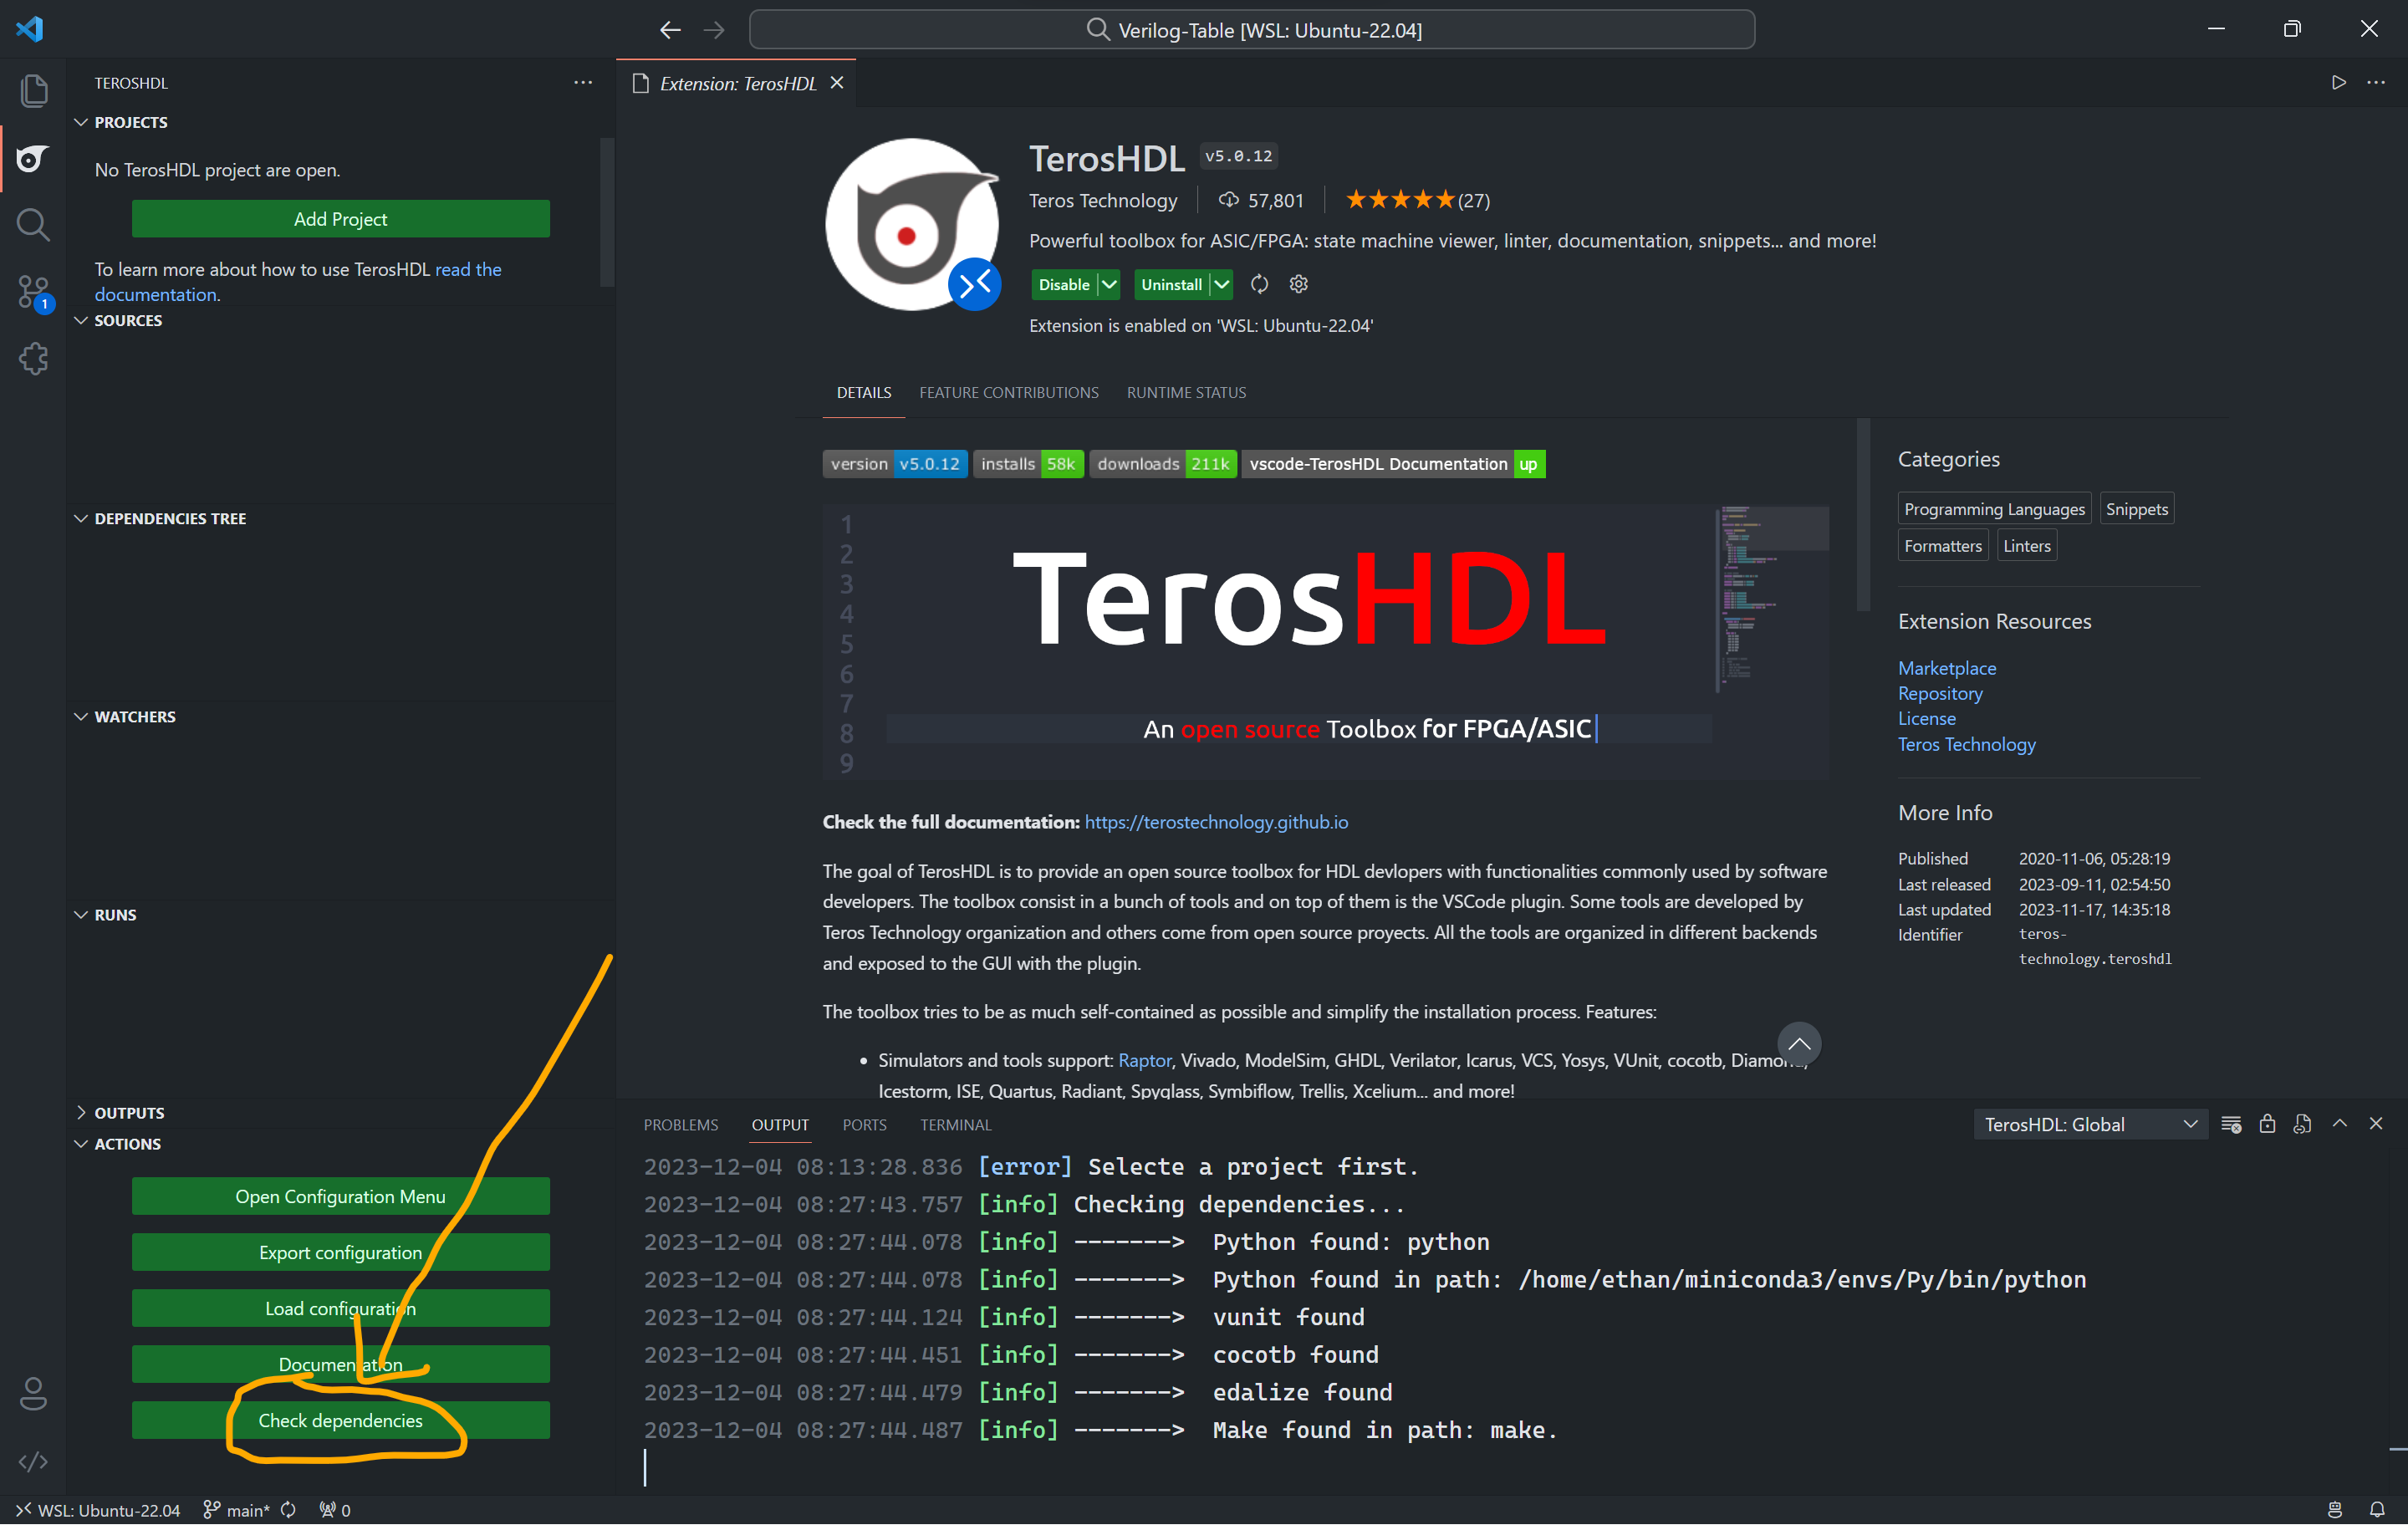 Verilog-Table [WSL: Ubuntu-22.04]
TEROSHDL
PROJECTS
No TerosHDL project are open.
Add Project
To learn more about how to use TerosHDL read the
documentation.
SOURCES
DEPENDENCIES TREE
WATCHERS
RUNS
OUTPUTS
ACTIONS
Open Configuration Menu
Export configuration
Load configuration
Documentation
Check dependencies
1
Extension: TerosHDL
TerosHDL v5.0.12
Teros Technology 57,801 (27)
Powerful toolbox for ASIC/FPGA: state machine viewer, linter, documentation, snippets... and more!
Disable Uninstall
Extension is enabled on 'WSL: Ubuntu-22.04'
DETAILS FEATURE CONTRIBUTIONS RUNTIME STATUS
version v5.0.12 installs 58k downloads 211k vscode-TerosHDL Documentation up
1
2
3
4
5
6
7
8
9
TerosHDL
An open source Toolbox for FPGA/ASIC
Check the full documentation: https://terostechnology.github.io
The goal of TerosHDL is to provide an open source toolbox for HDL devlopers with functionalities commonly used by software
developers. The toolbox consist in a bunch of tools and on top of them is the VSCode plugin. Some tools are developed by
Teros Technology organization and others come from open source proyects. All the tools are organized in different backends
and exposed to the GUI with the plugin.
The toolbox tries to be as much self-contained as possible and simplify the installation process. Features:
• Simulators and tools support: Raptor, Vivado, ModelSim, GHDL, Verilator, Icarus, VCS, Yosys, VUnit, cocotb, Diamond,
Icestorm, ISE, Quartus, Radiant, Spyglass, Symbiflow, Trellis, Xcelium... and more!
Categories
Programming Languages Snippets
Formatters Linters
Extension Resources
Marketplace
Repository
License
Teros Technology
More Info
Published 2020-11-06, 05:28:19
Last released 2023-09-11, 02:54:50
Last updated 2023-11-17, 14:35:18
Identifier teros-
technology.teroshdl
PROBLEMS OUTPUT PORTS TERMINAL TerosHDL: Global
2023-12-04 08:13:28.836 [error] Selecte a project first.
2023-12-04 08:27:43.757 [info] Checking dependencies...
2023-12-04 08:27:44.078 [info] -------> Python found: python
2023-12-04 08:27:44.078 [info] -------> Python found in path: /home/ethan/miniconda3/envs/Py/bin/python
2023-12-04 08:27:44.124 [info] -------> vunit found
2023-12-04 08:27:44.451 [info] -------> cocotb found
2023-12-04 08:27:44.479 [info] -------> edalize found
2023-12-04 08:27:44.487 [info] -------> Make found in path: make.
WSL: Ubuntu-22.04 main* 0